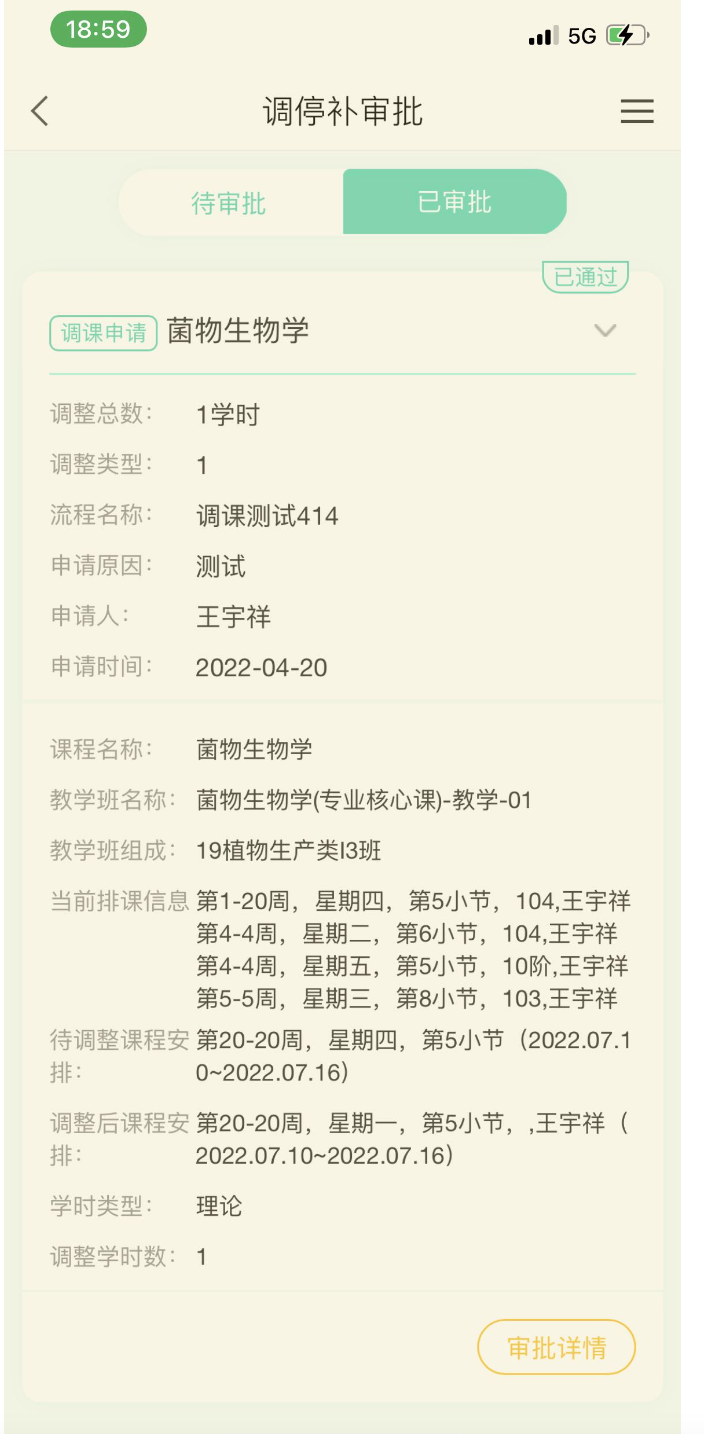 18:59
5G
调停补审批
待审批
已审批
已通过
调课申请 菌物生物学
调整总数： 1学时
调整类型： 1
流程名称： 调课测试414
申请原因： 测试
申请人： 王宇祥
申请时间： 2022-04-20
课程名称： 菌物生物学
教学班名称： 菌物生物学(专业核心课)-教学-01
教学班组成： 19植物生产类I3班
当前排课信息 第1-20周，星期四，第5小节，104,王宇祥
第4-4周，星期二，第6小节，104,王宇祥
第4-4周，星期五，第5小节，10阶,王宇祥
第5-5周，星期三，第8小节，103,王宇祥
待调整课程安 第20-20周，星期四，第5小节（2022.07.1
排： 0~2022.07.16）
调整后课程安 第20-20周，星期一，第5小节，,王宇祥（
排： 2022.07.10~2022.07.16）
学时类型： 理论
调整学时数： 1
审批详情